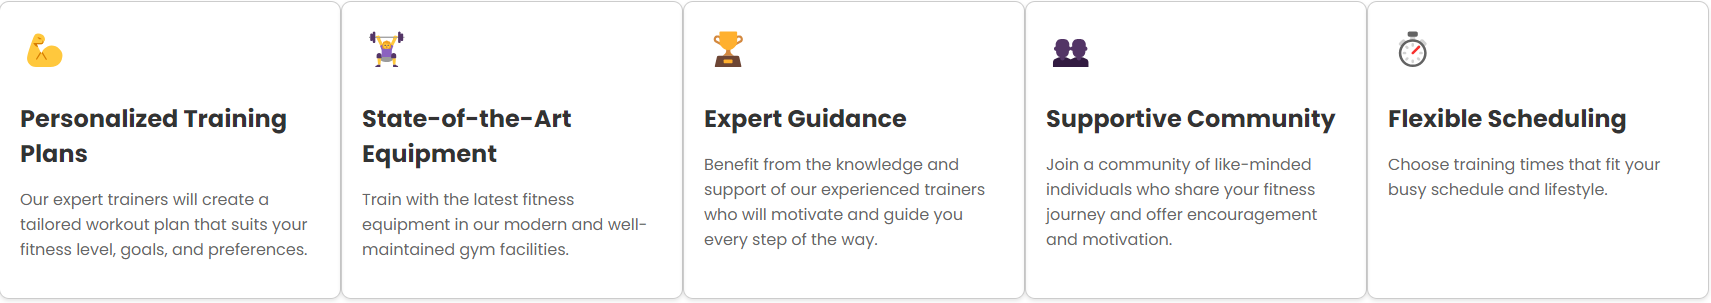 Personalized Training
Plans
Our expert trainers will create a
tailored workout plan that suits your
fitness level, goals, and preferences.
State-of-the-Art
Equipment
Train with the latest fitness
equipment in our modern and well-
maintained gym facilities.
Expert Guidance
Benefit from the knowledge and
support of our experienced trainers
who will motivate and guide you
every step of the way.
Supportive Community
Join a community of like-minded
individuals who share your fitness
journey and offer encouragement
and motivation.
Flexible Scheduling
Choose training times that fit your
busy schedule and lifestyle.